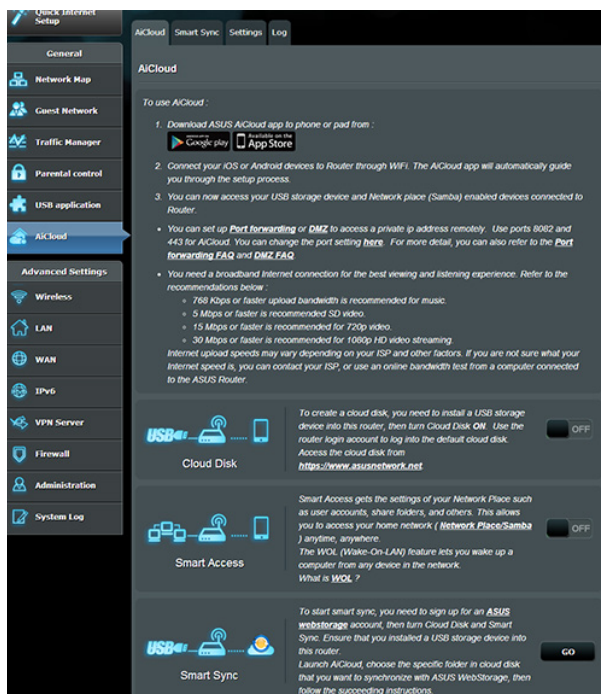 Quick Internet
Setup
General
Network Map
Guest Network
Traffic Manager
Parental control
USB application
AiCloud
Advanced Settings
Wireless
LAN
WAN
IPv6
VPN Server
Firewall
Administration
System Log
AiCloud Smart Sync Settings Log
AiCloud
To use AiCloud :
1. Download ASUS AiCloud app to phone or pad from :
Google play Available on the App Store
2. Connect your iOS or Android devices to Router through WiFi. The AiCloud app will automatically guide
you through the setup process.
3. You can now access your USB storage device and Network place (Samba) enabled devices connected to
Router.
• You can set up Port forwarding or DMZ to access a private ip address remotely. Use ports 8082 and
443 for AiCloud. You can change the port setting here. For more detail, you can also refer to the Port
forwarding FAQ and DMZ FAQ.
• You need a broadband Internet connection for the best viewing and listening experience. Refer to the
recommendations below :
768 Kbps or faster upload bandwidth is recommended for music.
5 Mbps or faster is recommended SD video.
15 Mbps or faster is recommended for 720p video.
30 Mbps or faster is recommended for 1080p HD video streaming.
Internet upload speeds may vary depending on your ISP and other factors. If you are not sure what your
Internet speed is, you can contact your ISP, or use an online bandwidth test from a computer connected
to the ASUS Router.
USB
Cloud Disk
To create a cloud disk, you need to install a USB storage
device into this router, then turn Cloud Disk ON. Use the
router login account to log into the default cloud disk.
Access the cloud disk from
https://www.asusnetwork.net.
OFF
Smart Access
Smart Access gets the settings of your Network Place such
as user accounts, share folders, and others. This allows
you to access your home network ( Network Place/Samba
) anytime, anywhere.
The WOL (Wake-On-LAN) feature lets you wake up a
computer from any device in the network.
What is WOL ?
OFF
USB
Smart Sync
To start smart sync, you need to sign up for an ASUS
webstorage account, then turn Cloud Disk and Smart
Sync. Ensure that you installed a USB storage device into
this router.
Launch AiCloud, choose the specific folder in cloud disk
that you want to synchronize with ASUS WebStorage, then
follow the succeeding instructions.
GO